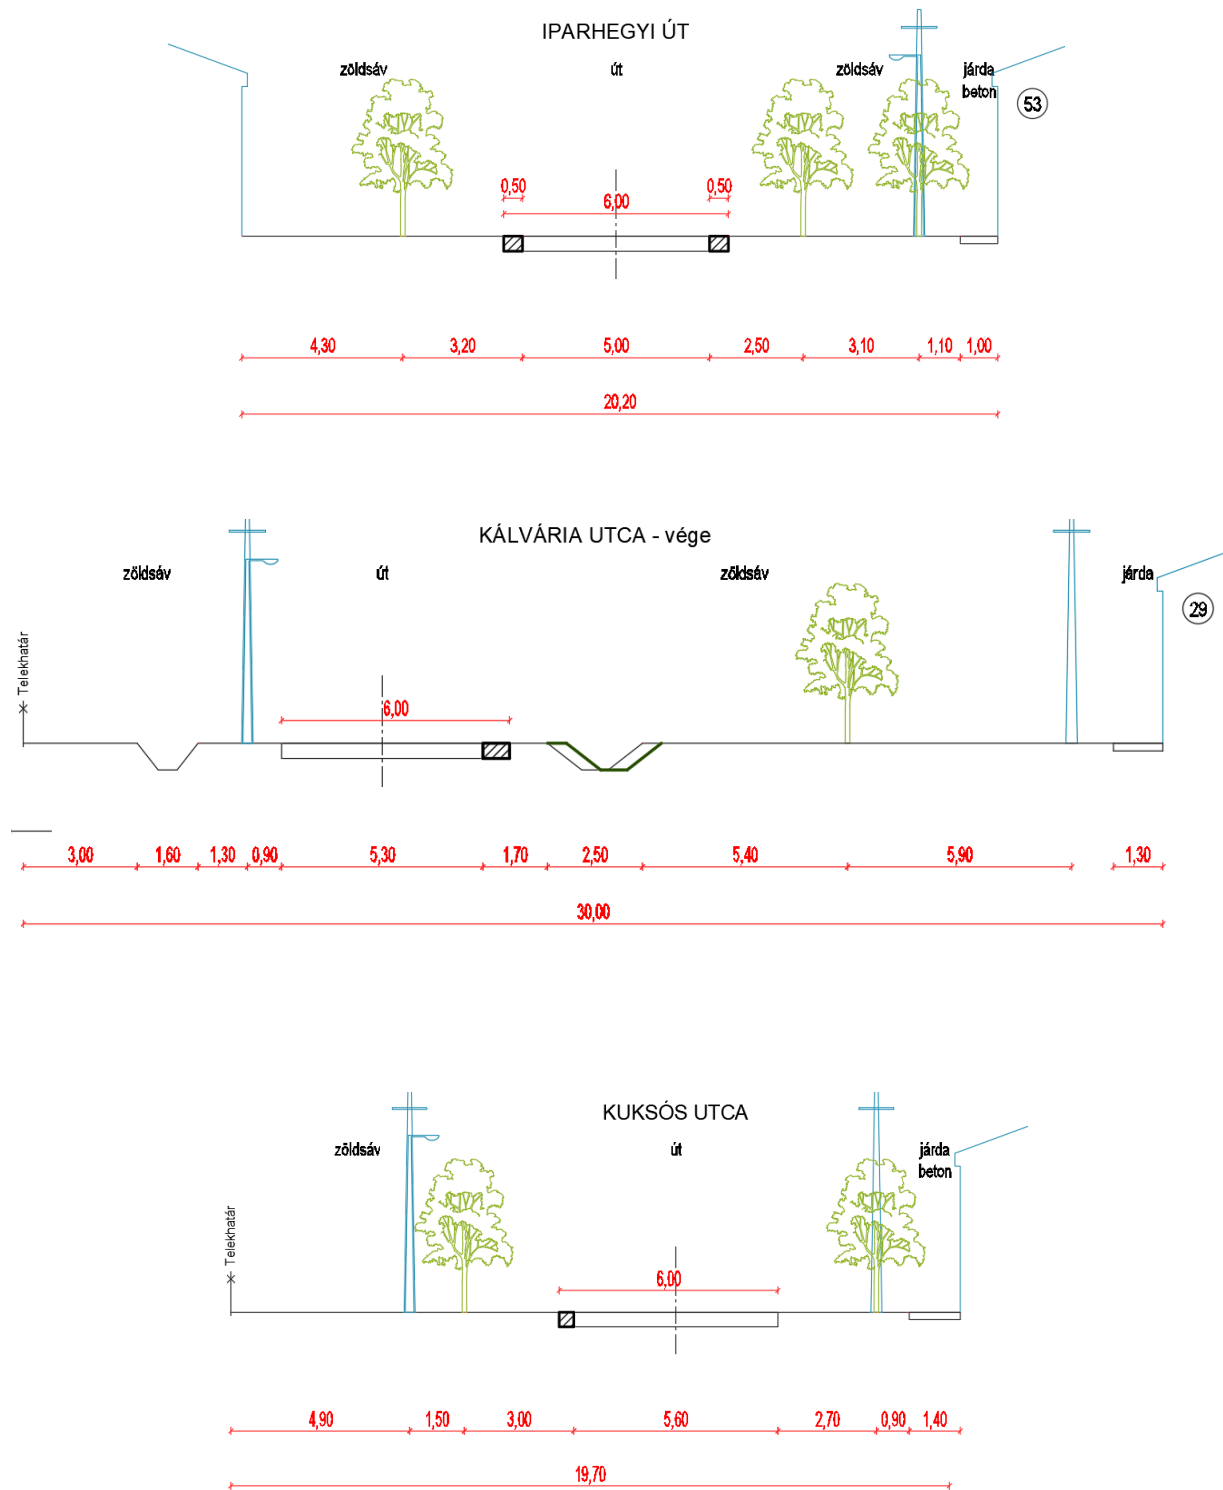 IPARHEGYI ÚT
zöldsáv út zöldsáv járda
beton
53
0,50 0,50
6,00
4,30 3,20 5,00 2,50 3,10 1,10 1,00
20,20
KÁLVÁRIA UTCA - vége
zöldsáv út zöldsáv járda
29
Telekhatár
6,00
3,00 1,60 1,30 0,90 5,30 1,70 2,50 5,40 5,90 1,30
30,00
KUKSÓS UTCA
zöldsáv út járda
beton
Telekhatár
6,00
4,90 1,50 3,00 5,60 2,70 0,90 1,40
19,70